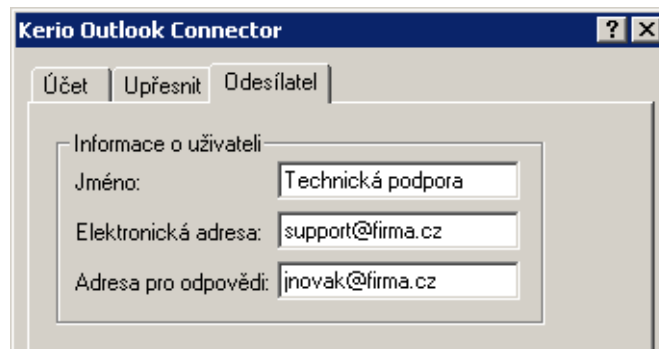 Kerio Outlook Connector
Účet Upřesnit Odesílatel
Informace o uživateli
Jméno: Technická podpora
Elektronická adresa: support@firma.cz
Adresa pro odpovědi: jnovak@firma.cz